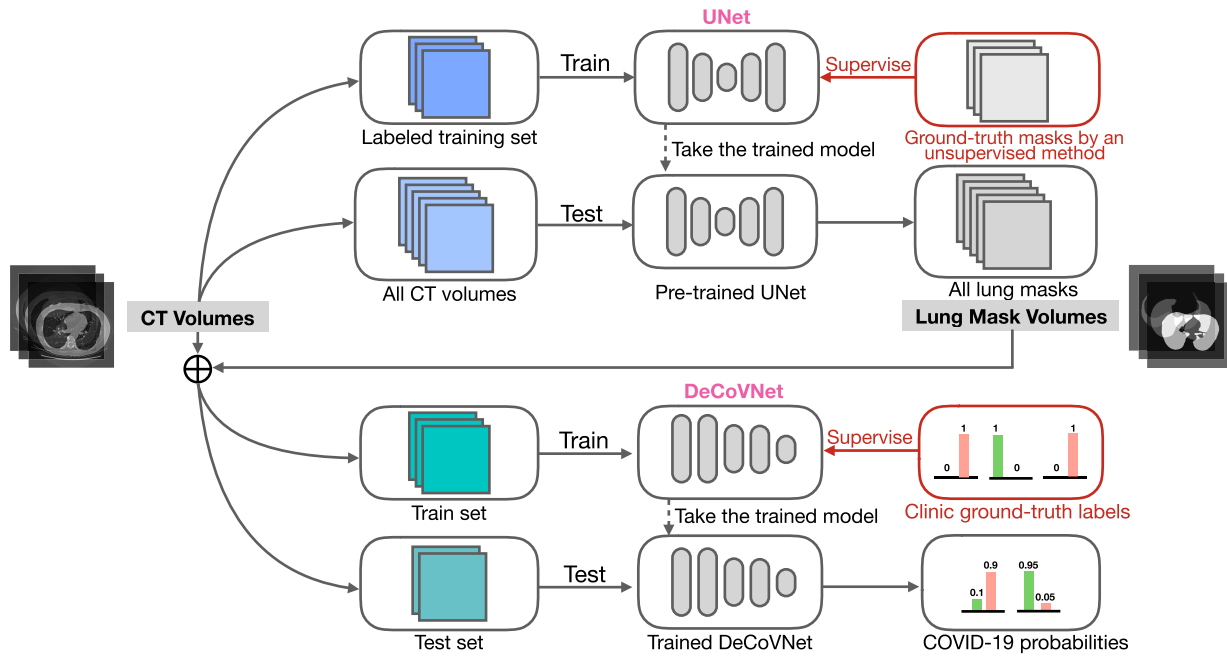 UNet
Train
Supervise
Labeled training set
Ground-truth masks by an
unsupervised method
Take the trained model
Test
All CT volumes
Pre-trained UNet
All lung masks
CT Volumes
Lung Mask Volumes
DeCoVNet
Train
Supervise
0
1
1
0
0
1
Train set
Clinic ground-truth labels
Take the trained model
Test
0.1
0.9
0.95
0.05
Test set
Trained DeCoVNet
COVID-19 probabilities